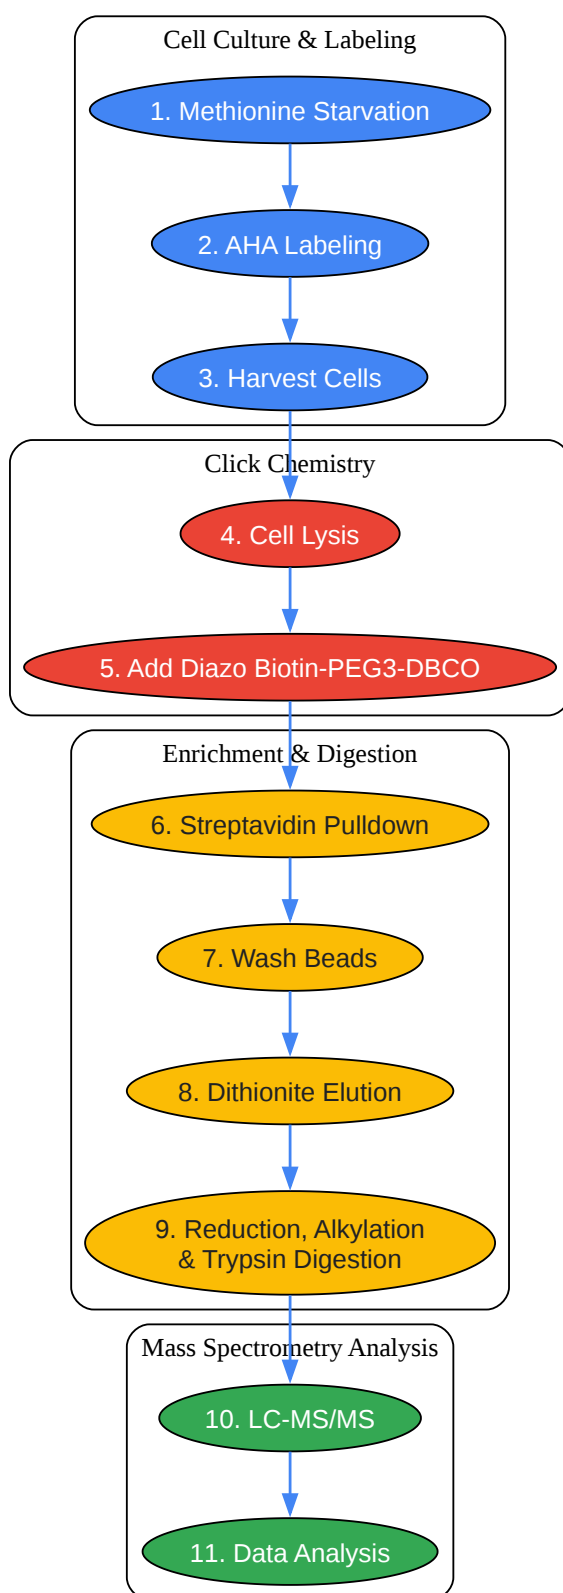 Cell Culture & Labeling
1. Methionine Starvation
2. AHA Labeling
3. Harvest Cells
Click Chemistry
4. Cell Lysis
5. Add Diazo Biotin-PEG3-DBCO
Enrichment & Digestion
6. Streptavidin Pulldown
7. Wash Beads
8. Dithionite Elution
9. Reduction, Alkylation
& Trypsin Digestion
Mass Spectrometry Analysis
10. LC-MS/MS
11. Data Analysis